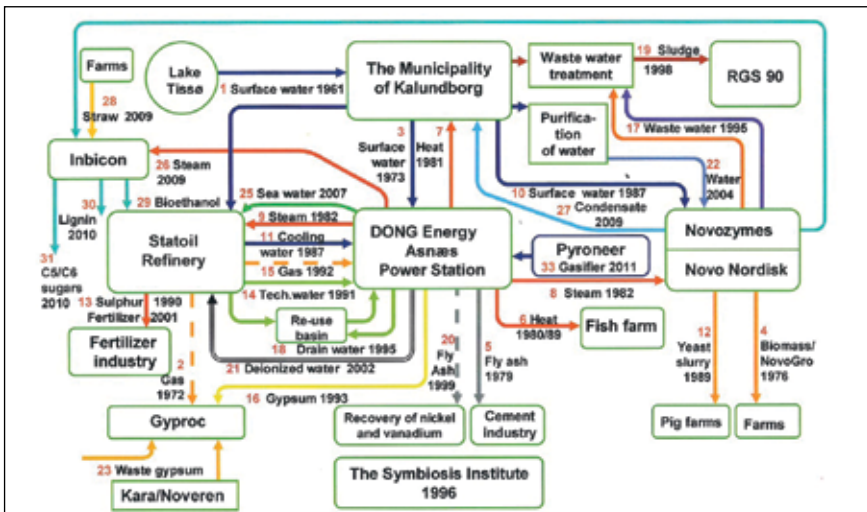 Farms
Lake
Tissø
The Municipality
of Kalundborg
Waste water
treatment
19 Sludge
1998
RGS 90
1 Surface water 1961
28
Straw 2009
Purifica-
tion
of water
17 Waste water 1995
3
Surface
water
1973
7
Heat
1981
Inbicon
26 Steam
2009
22
Water
2004
25 Sea water 2007
10 Surface water 1987
27 Condensate
2009
30
Lignin
2010
29 Bioethanol
9 Steam 1982
Statoil
Refinery
11 Cooling
water
1987
DONG Energy
Asnæs
Power Station
Pyroneer
33 Gasifier 2011
Novozymes
Novo Nordisk
31
C5/C6
sugars
2010
15 Gas 1992
14 Tech.water 1991
8 Steam 1982
13 Sulphur 1990
Fertilizer 2001
Re-use
basin
6 Heat
1980/89
Fish farm
Fertilizer
industry
18 Drain water 1995
21 Deionized water 2002
20
Fly
Ash
1999
5
Fly ash
1979
12
Yeast
slurry
1989
4
Biomass/
NovoGro
1976
2
Gas
1972
16 Gypsum 1993
Gyproc
Recovery of nickel
and vanadium
Cement
industry
Pig farms
Farms
23 Waste gypsum
Kara/Noveren
The Symbiosis Institute
1996